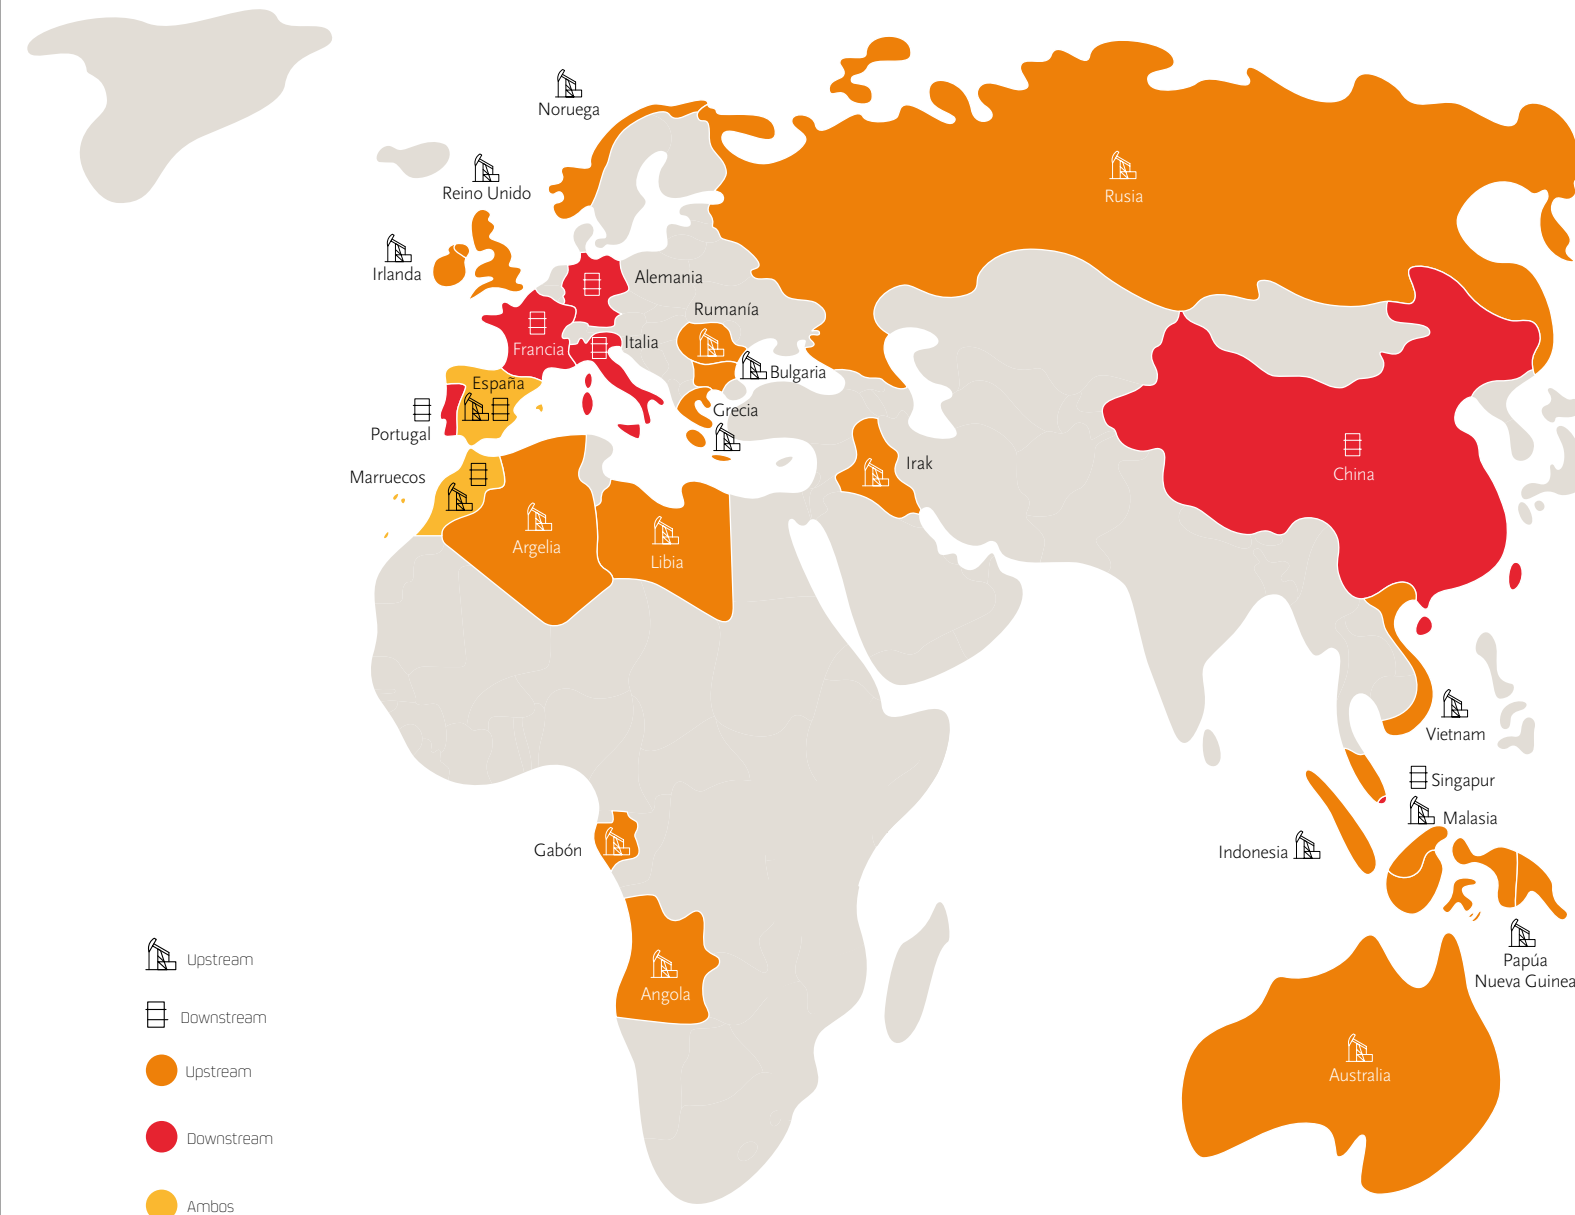 Noruega
Rusia
Reino Unido
Irlanda
Alemania
Rumanía
Francia
Italia
Bulgaria
España
Grecia
Portugal
Marruecos
Irak
China
Argelia
Libia
Vietnam
Singapur
Malasia
Gabón
Indonesia
Upstream
Papúa
Nueva Guinea
Angola
Downstream
Upstream
Australia
Downstream
Ambos